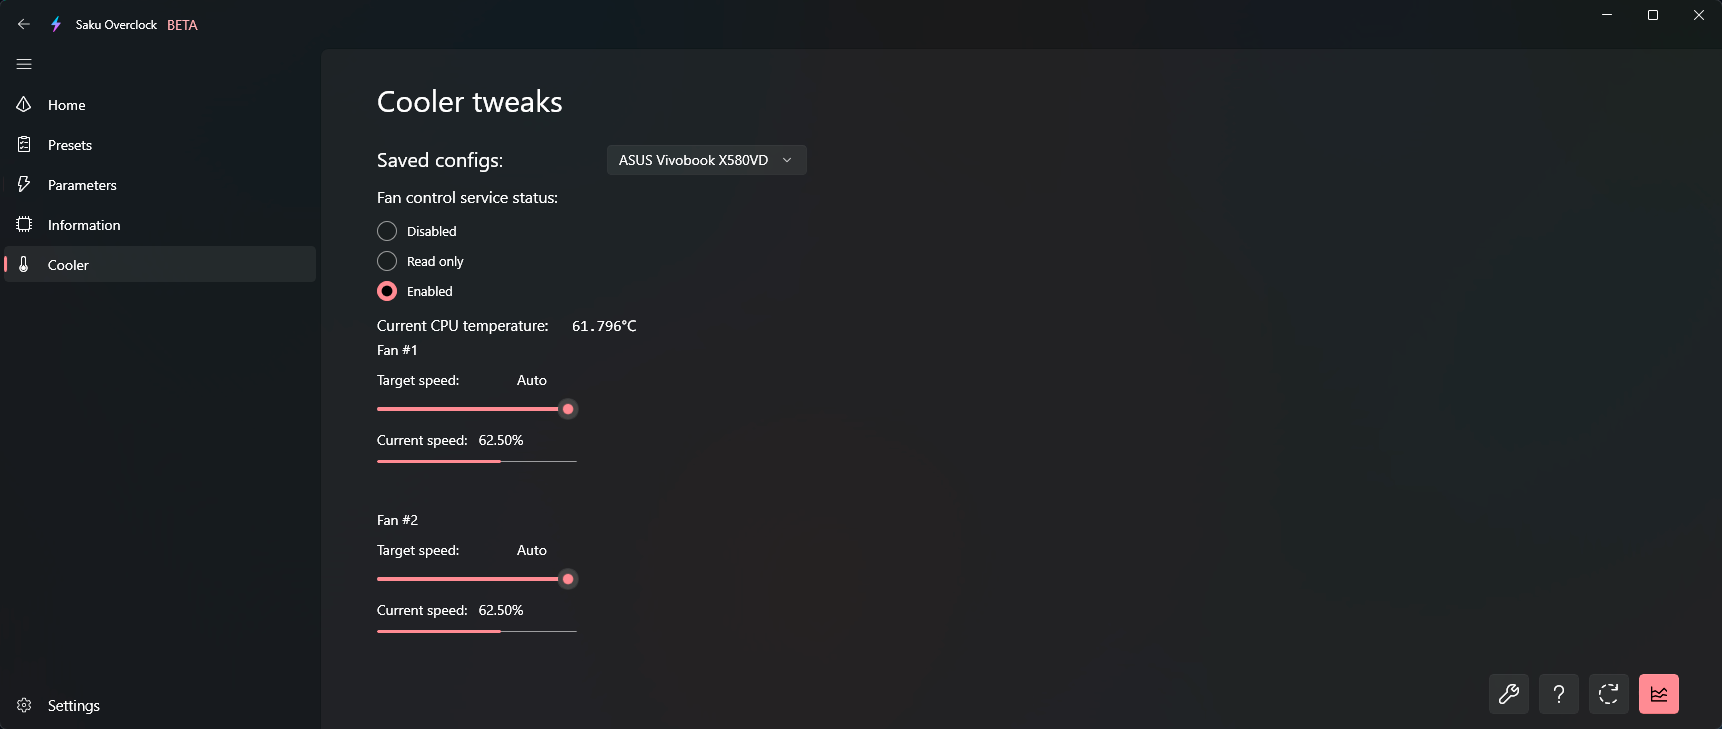 Saku Overclock BETA
Home
Presets
Parameters
Information
Cooler
Settings
Cooler tweaks
Saved configs: ASUS Vivobook X580VD
Fan control service status:
Disabled
Read only
Enabled
Current CPU temperature: 61.796°C
Fan #1
Target speed: Auto
Current speed: 62.50%
Fan #2
Target speed: Auto
Current speed: 62.50%